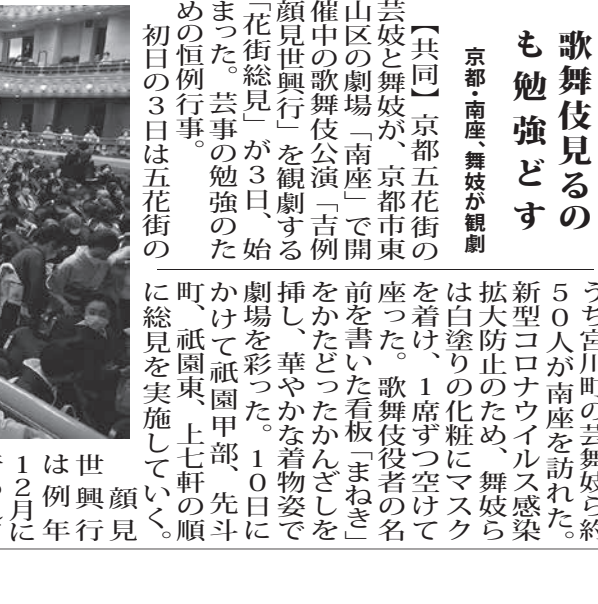 歌舞伎見るの
も勉強どす
京都・南座、舞妓が観劇
【共同】京都五花街の
芸妓と舞妓が、京都市東
山区の劇場「南座」で開
催中の歌舞伎公演「吉例
顔見世興行」を観劇する
「花街総見」が3日、始
まった。芸事の勉強のた
めの恒例行事。
初日の3日は五花街の
うち宮川町の芸舞妓ら約
50人が南座を訪れた。
新型コロナウイルス感染
拡大防止のため、舞妓ら
は白塗りの化粧にマスク
を着け、1席ずつ空けて
座った。歌舞伎役者の名
前を書いた看板「まねき」
をかたどったかんざしを
挿し、華やかな着物姿で
劇場を彩った。10日に
かけて祇園甲部、先斗
町、祇園東、上七軒の順
に総見を実施していく。
顔見
世興行
は例年
12月に